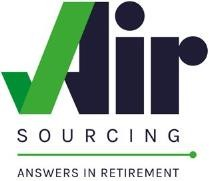 Air
SOURCING
ANSWERS IN RETIREMENT